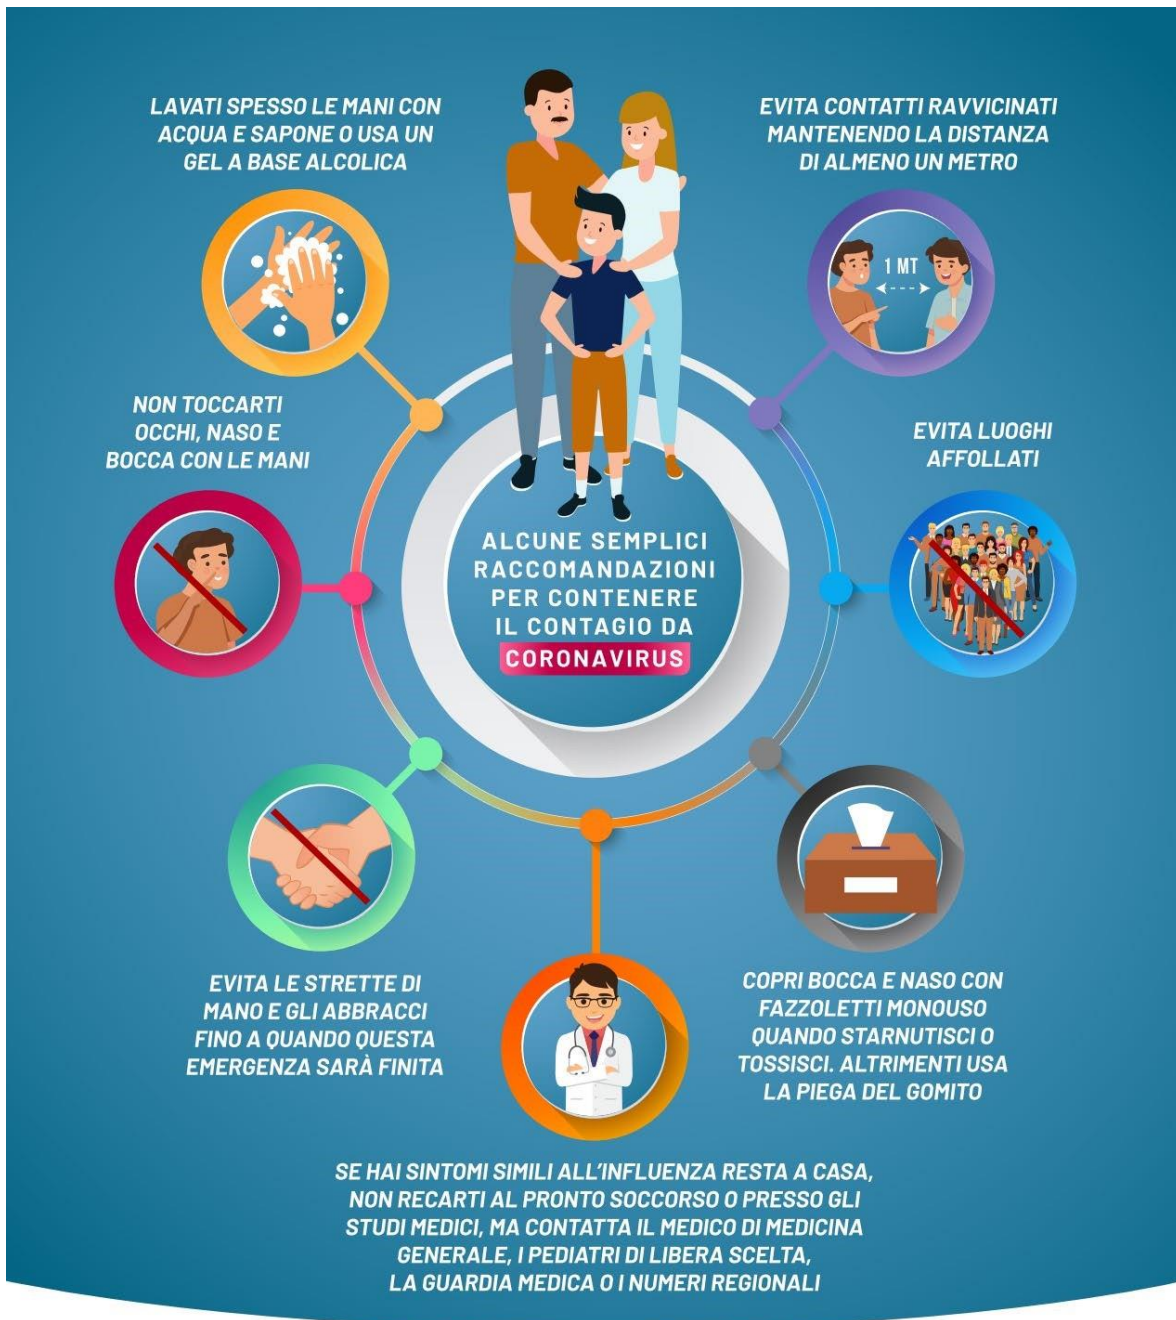 LAVATI SPESSO LE MANI CON
ACQUA E SAPONE O USA UN
GEL A BASE ALCOLICA
EVITA CONTATTI RAVVICINATI
MANTENENDO LA DISTANZA
DI ALMENO UN METRO
1 MT
NON TOCCARTI
OCCHI, NASO E
BOCCA CON LE MANI
EVITA LUOGHI
AFFOLLATI
ALCUNE SEMPLICI
RACCOMANDAZIONI
PER CONTENERE
IL CONTAGIO DA
CORONAVIRUS
EVITA LE STRETTE DI
MANO E GLI ABBRACCI
FINO A QUANDO QUESTA
EMERGENZA SARÀ FINITA
COPRI BOCCA E NASO CON
FAZZOLETTI MONOUSO
QUANDO STARNUTISCI O
TOSSISCI. ALTRIMENTI USA
LA PIEGA DEL GOMITO
SE HAI SINTOMI SIMILI ALL'INFLUENZA RESTA A CASA,
NON RECARTI AL PRONTO SOCCORSO O PRESSO GLI
STUDI MEDICI, MA CONTATTA IL MEDICO DI MEDICINA
GENERALE, I PEDIATRI DI LIBERA SCELTA,
LA GUARDIA MEDICA O I NUMERI REGIONALI